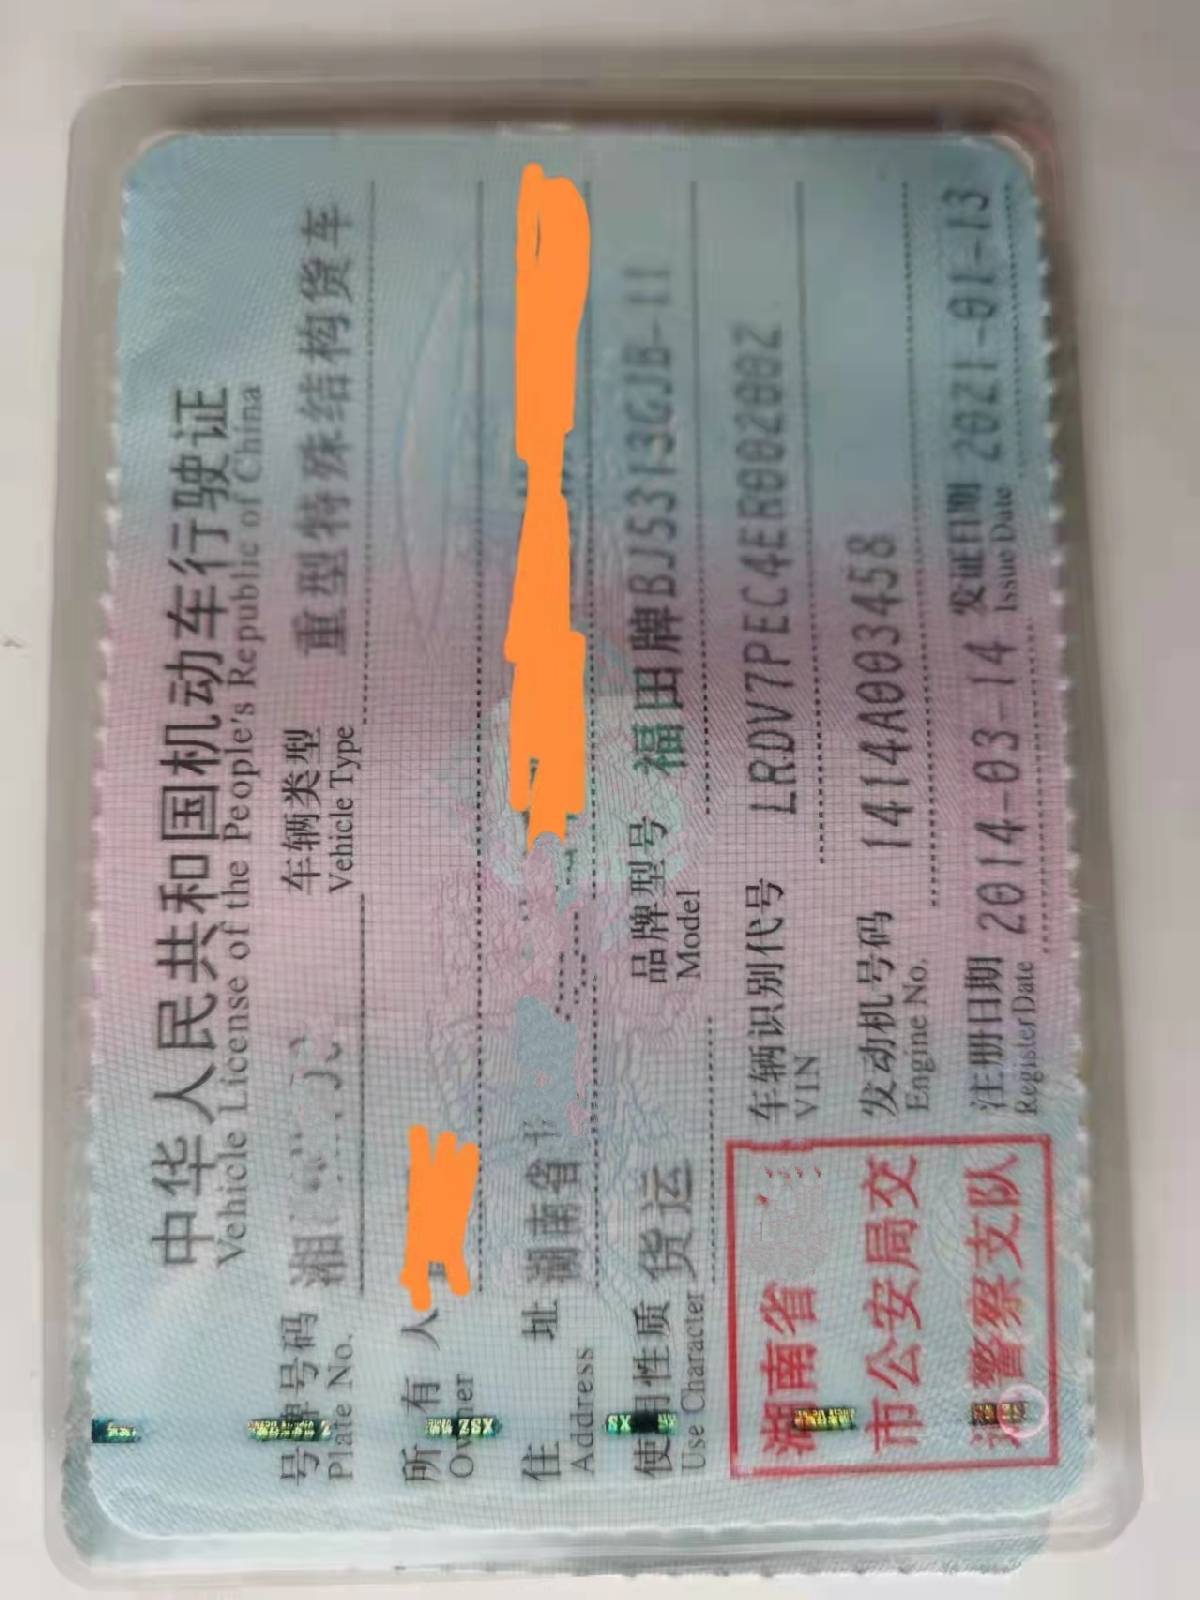 中华人民共和国机动车行驶证
Vehicle License of the People's Republic of China
号牌号码 湘 车辆类型 重型特殊结构货车
Plate No. Vehicle Type
所有人
Owner
住址 湖南省
Address
使用性质 货运 品牌型号 福田牌BJ5313GJB-11
Use Character Model
湖南省
市公安局交
通警察支队
车辆识别代号 LRDV7PEC4ER002002
VIN
发动机号码 1414A003458
Engine No.
注册日期 2014-03-14 发证日期 2021-01-13
Register Date Issue Date